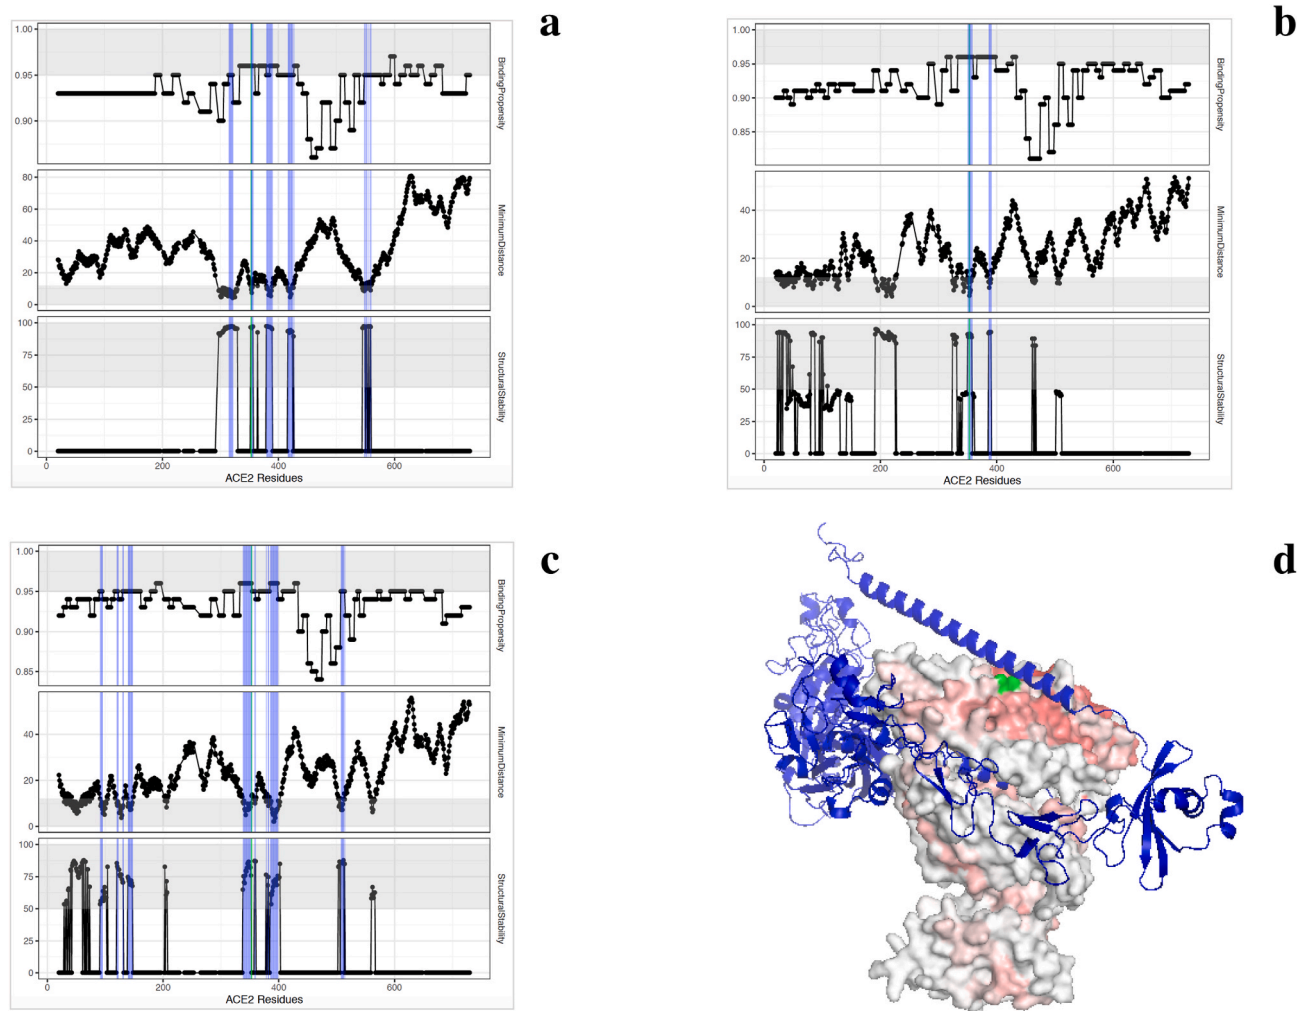 a
1.00
0.95
0.90
BindingPropensity
80
60
40
20
0
MinimumDistance
100
75
50
25
0
StructuralStability
0 200 400 600
ACE2 Residues
b
1.00
0.95
0.90
0.85
BindingPropensity
40
20
0
MinimumDistance
100
75
50
25
0
StructuralStability
0 200 400 600
ACE2 Residues
c
1.00
0.95
0.90
0.85
BindingPropensity
40
20
0
MinimumDistance
100
75
50
25
0
StructuralStability
0 200 400 600
ACE2 Residues
d